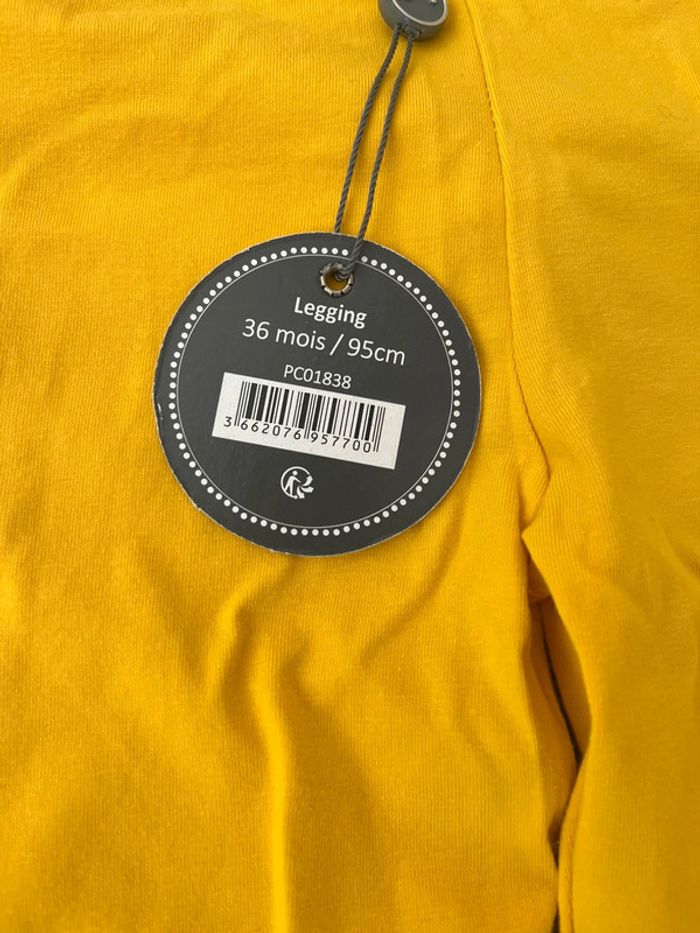 Legging
36 mois / 95cm
PC01838
3 662076 957700